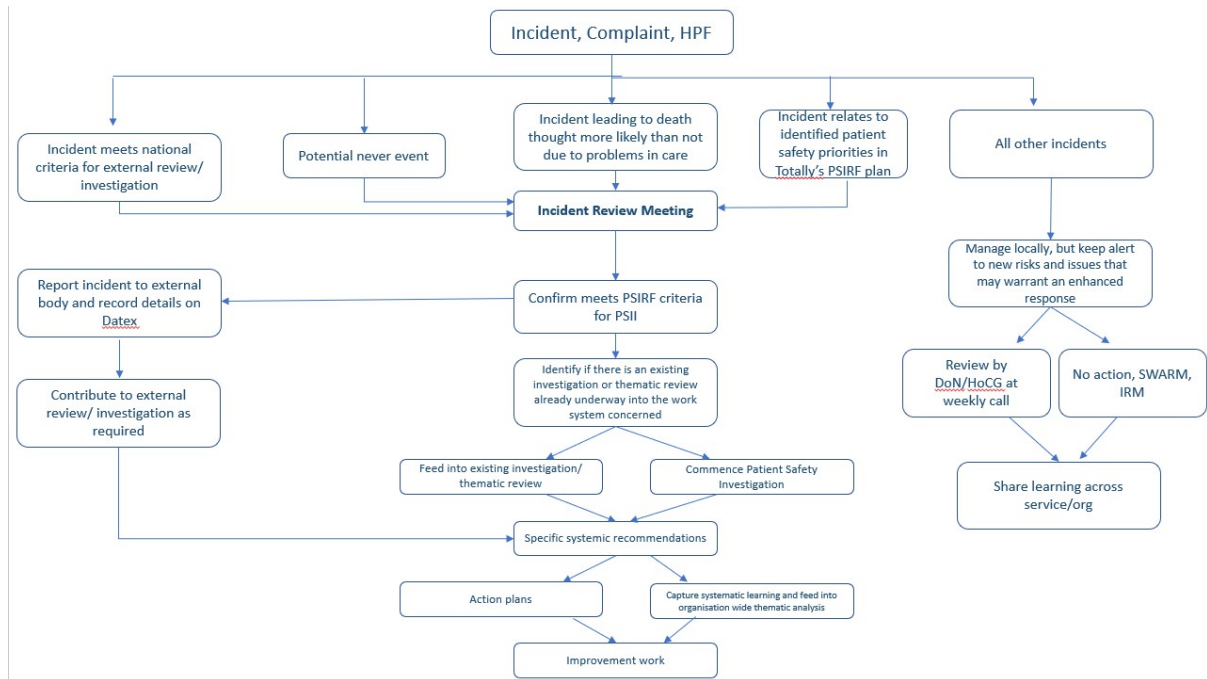 Incident, Complaint, HPF
Incident meets national
criteria for external review/
investigation
Potential never event
Incident leading to death
thought more likely than not
due to problems in care
Incident relates to
identified patient
safety priorities in
Totally's PSIRF plan
All other incidents
Incident Review Meeting
Manage locally, but keep alert
to new risks and issues that
may warrant an enhanced
response
Report incident to external
body and record details on
Datex
Confirm meets PSIRF criteria
for PSII
Identify if there is an existing
investigation or thematic review
already underway into the work
system concerned
Review by
DoN/HoCG at
weekly call
No action, SWARM,
IRM
Contribute to external
review/ investigation as
required
Feed into existing investigation/
thematic review
Commence Patient Safety
Investigation
Share learning across
service/org
Specific systemic recommendations
Action plans
Capture systematic learning and feed into
organisation wide thematic analysis
Improvement work